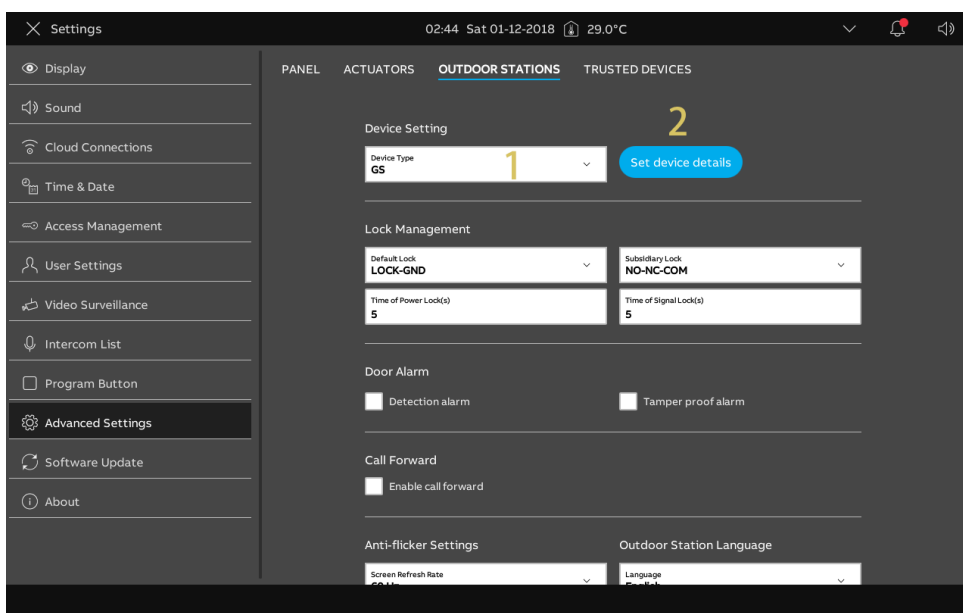 Settings
02:44 Sat 01-12-2018 29.0°C
Display
Sound
Cloud Connections
Time & Date
Access Management
User Settings
Video Surveillance
Intercom List
Program Button
Advanced Settings
Software Update
About
PANEL ACTUATORS OUTDOOR STATIONS TRUSTED DEVICES
Device Setting
2
Device Type
GS
1
Set device details
Lock Management
Default Lock
LOCK-GND
Subsidiary Lock
NO-NC-COM
Time of Power Lock(s)
5
Time of Signal Lock(s)
5
Door Alarm
Detection alarm
Tamper proof alarm
Call Forward
Enable call forward
Anti-flicker Settings
Outdoor Station Language
Screen Refresh Rate
Language
English